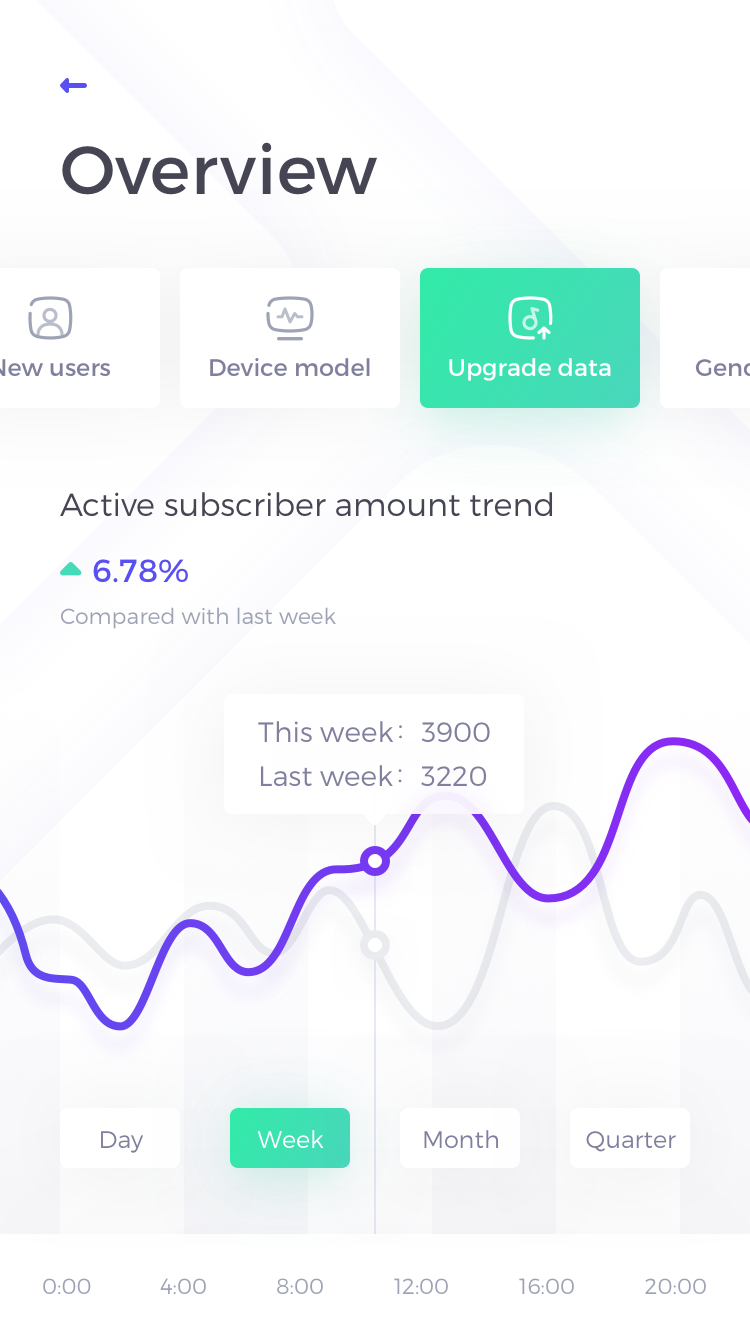 Overview
New users
Device model
Upgrade data
Active subscriber amount trend
6.78%
Compared with last week
This week: 3900
Last week: 3220
Day
Week
Month
Quarter
0:00
4:00
8:00
12:00
16:00
20:00